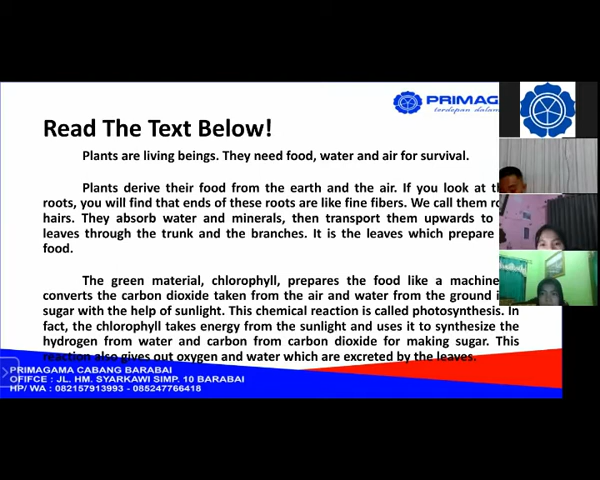 PRIMAG
terdepan dalam
Read The Text Below!
Plants are living beings. They need food, water and air for survival.
Plants derive their food from the earth and the air. If you look at th
roots, you will find that ends of these roots are like fine fibers. We call them ro
hairs. They absorb water and minerals, then transport them upwards to
leaves through the trunk and the branches. It is the leaves which prepare
food.
The green material, chlorophyll, prepares the food like a machine
converts the carbon dioxide taken from the air and water from the ground i
sugar with the help of sunlight. This chemical reaction is called photosynthesis. In
fact, the chlorophyll takes energy from the sunlight and uses it to synthesize the
hydrogen from water and carbon from carbon dioxide for making sugar. This
reaction also gives out oxygen and water which are excreted by the leaves.
PRIMAGAMA CABANG BARABAI
OFIFCE : JL. HM. SYARKAWI SIMP. 10 BARABAI
HP/ WA : 082157913993 - 085247766418